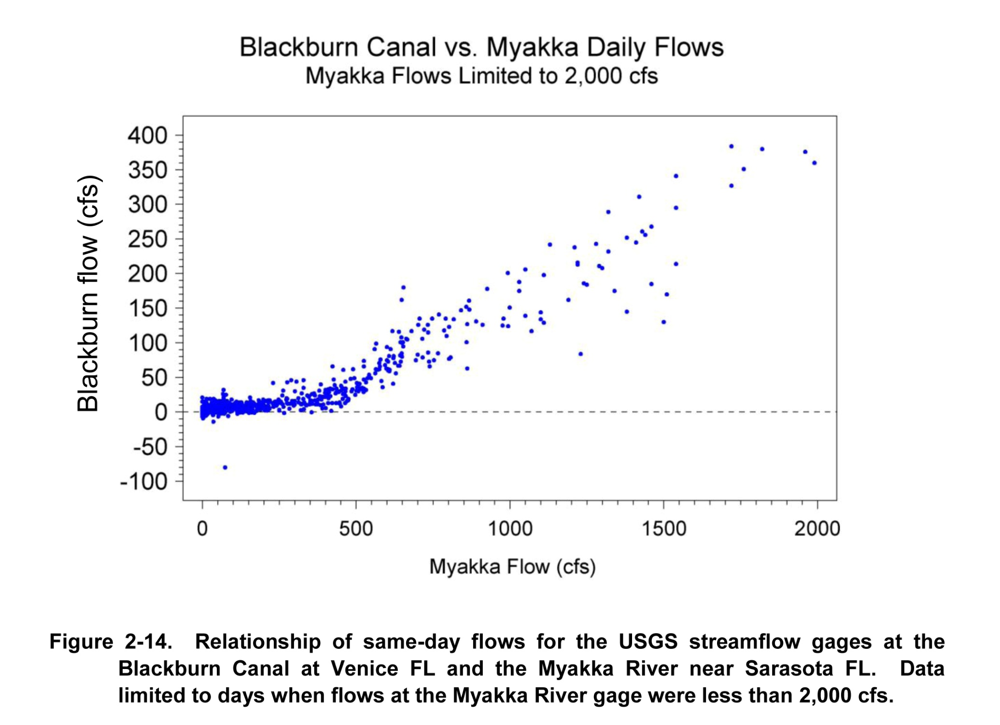 Blackburn Canal vs. Myakka Daily Flows
Myakka Flows Limited to 2,000 cfs
Blackburn flow (cfs)
400
350
300
250
200
150
100
50
0
-50
-100
0 500 1000 1500 2000
Myakka Flow (cfs)
Figure 2-14. Relationship of same-day flows for the USGS streamflow gages at the
Blackburn Canal at Venice FL and the Myakka River near Sarasota FL. Data
limited to days when flows at the Myakka River gage were less than 2,000 cfs.